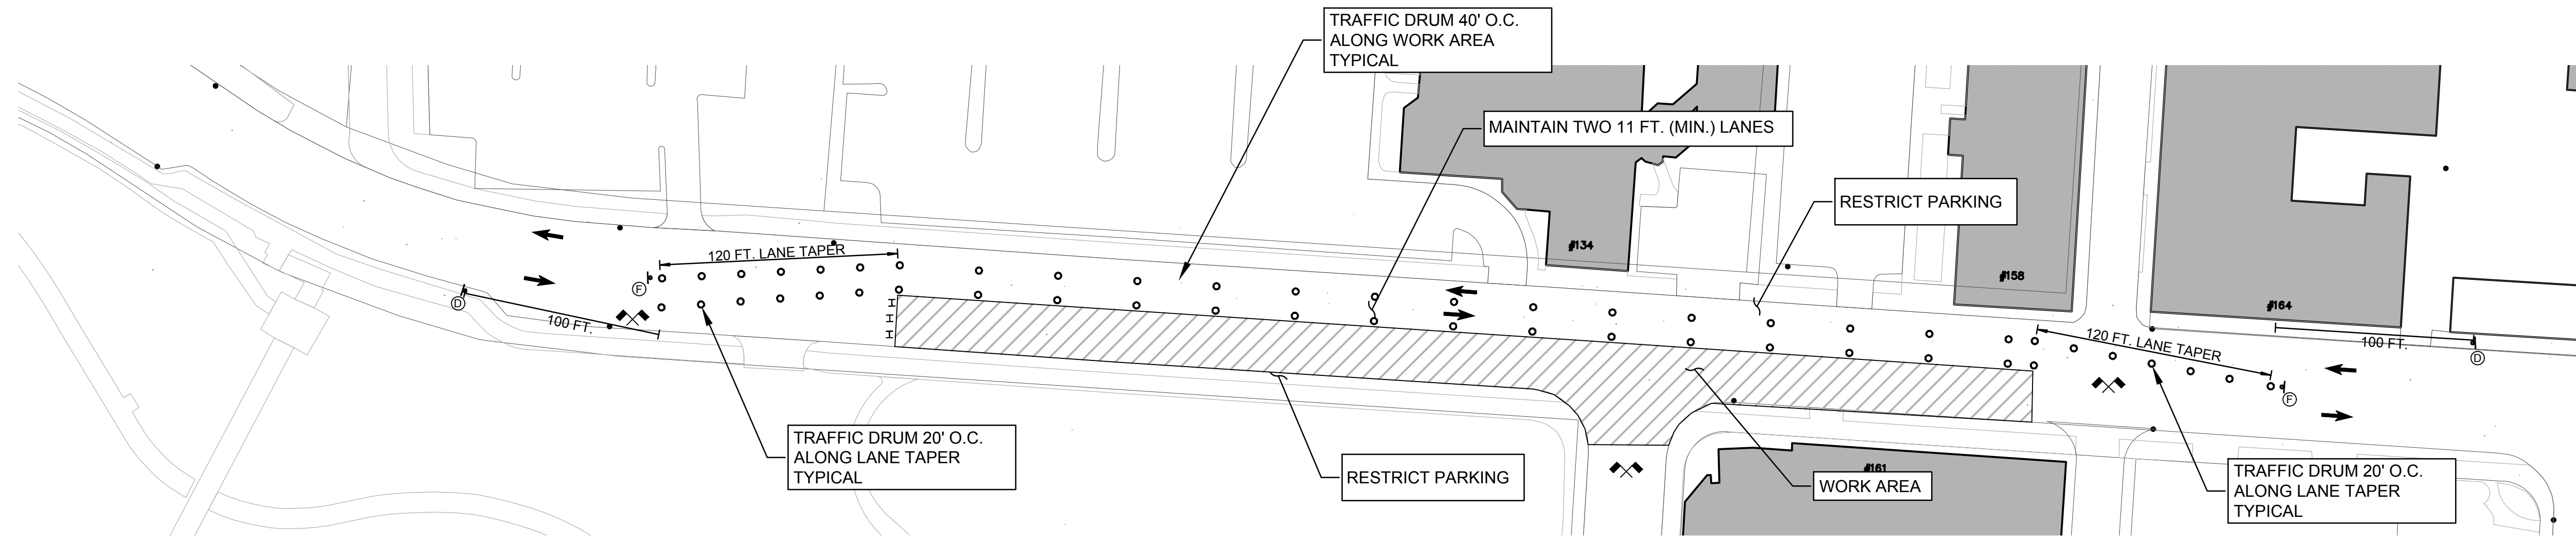 TRAFFIC DRUM 40' O.C.
ALONG WORK AREA
TYPICAL
MAINTAIN TWO 11 FT. (MIN.) LANES
RESTRICT PARKING
#134
#158
#164
120 FT. LANE TAPER
F
D
100 FT.
120 FT. LANE TAPER
100 FT.
D
F
TRAFFIC DRUM 20' O.C.
ALONG LANE TAPER
TYPICAL
RESTRICT PARKING
#161
WORK AREA
TRAFFIC DRUM 20' O.C.
ALONG LANE TAPER
TYPICAL